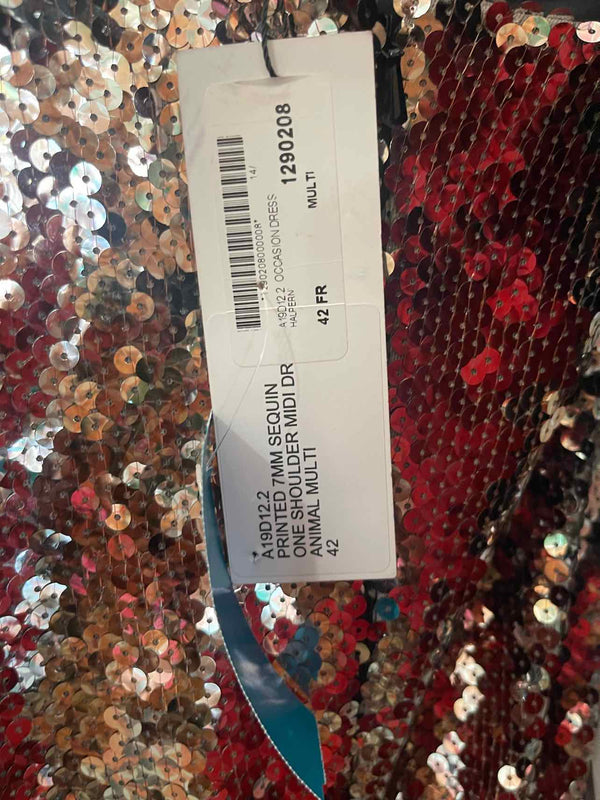 14/
1290208
A19D12.2 OCCASION DRESS
HALPERN
MULTI
42 FR
A19D12.2
PRINTED 7MM SEQUIN
ONE SHOULDER MIDI DR
ANIMAL MULTI
42